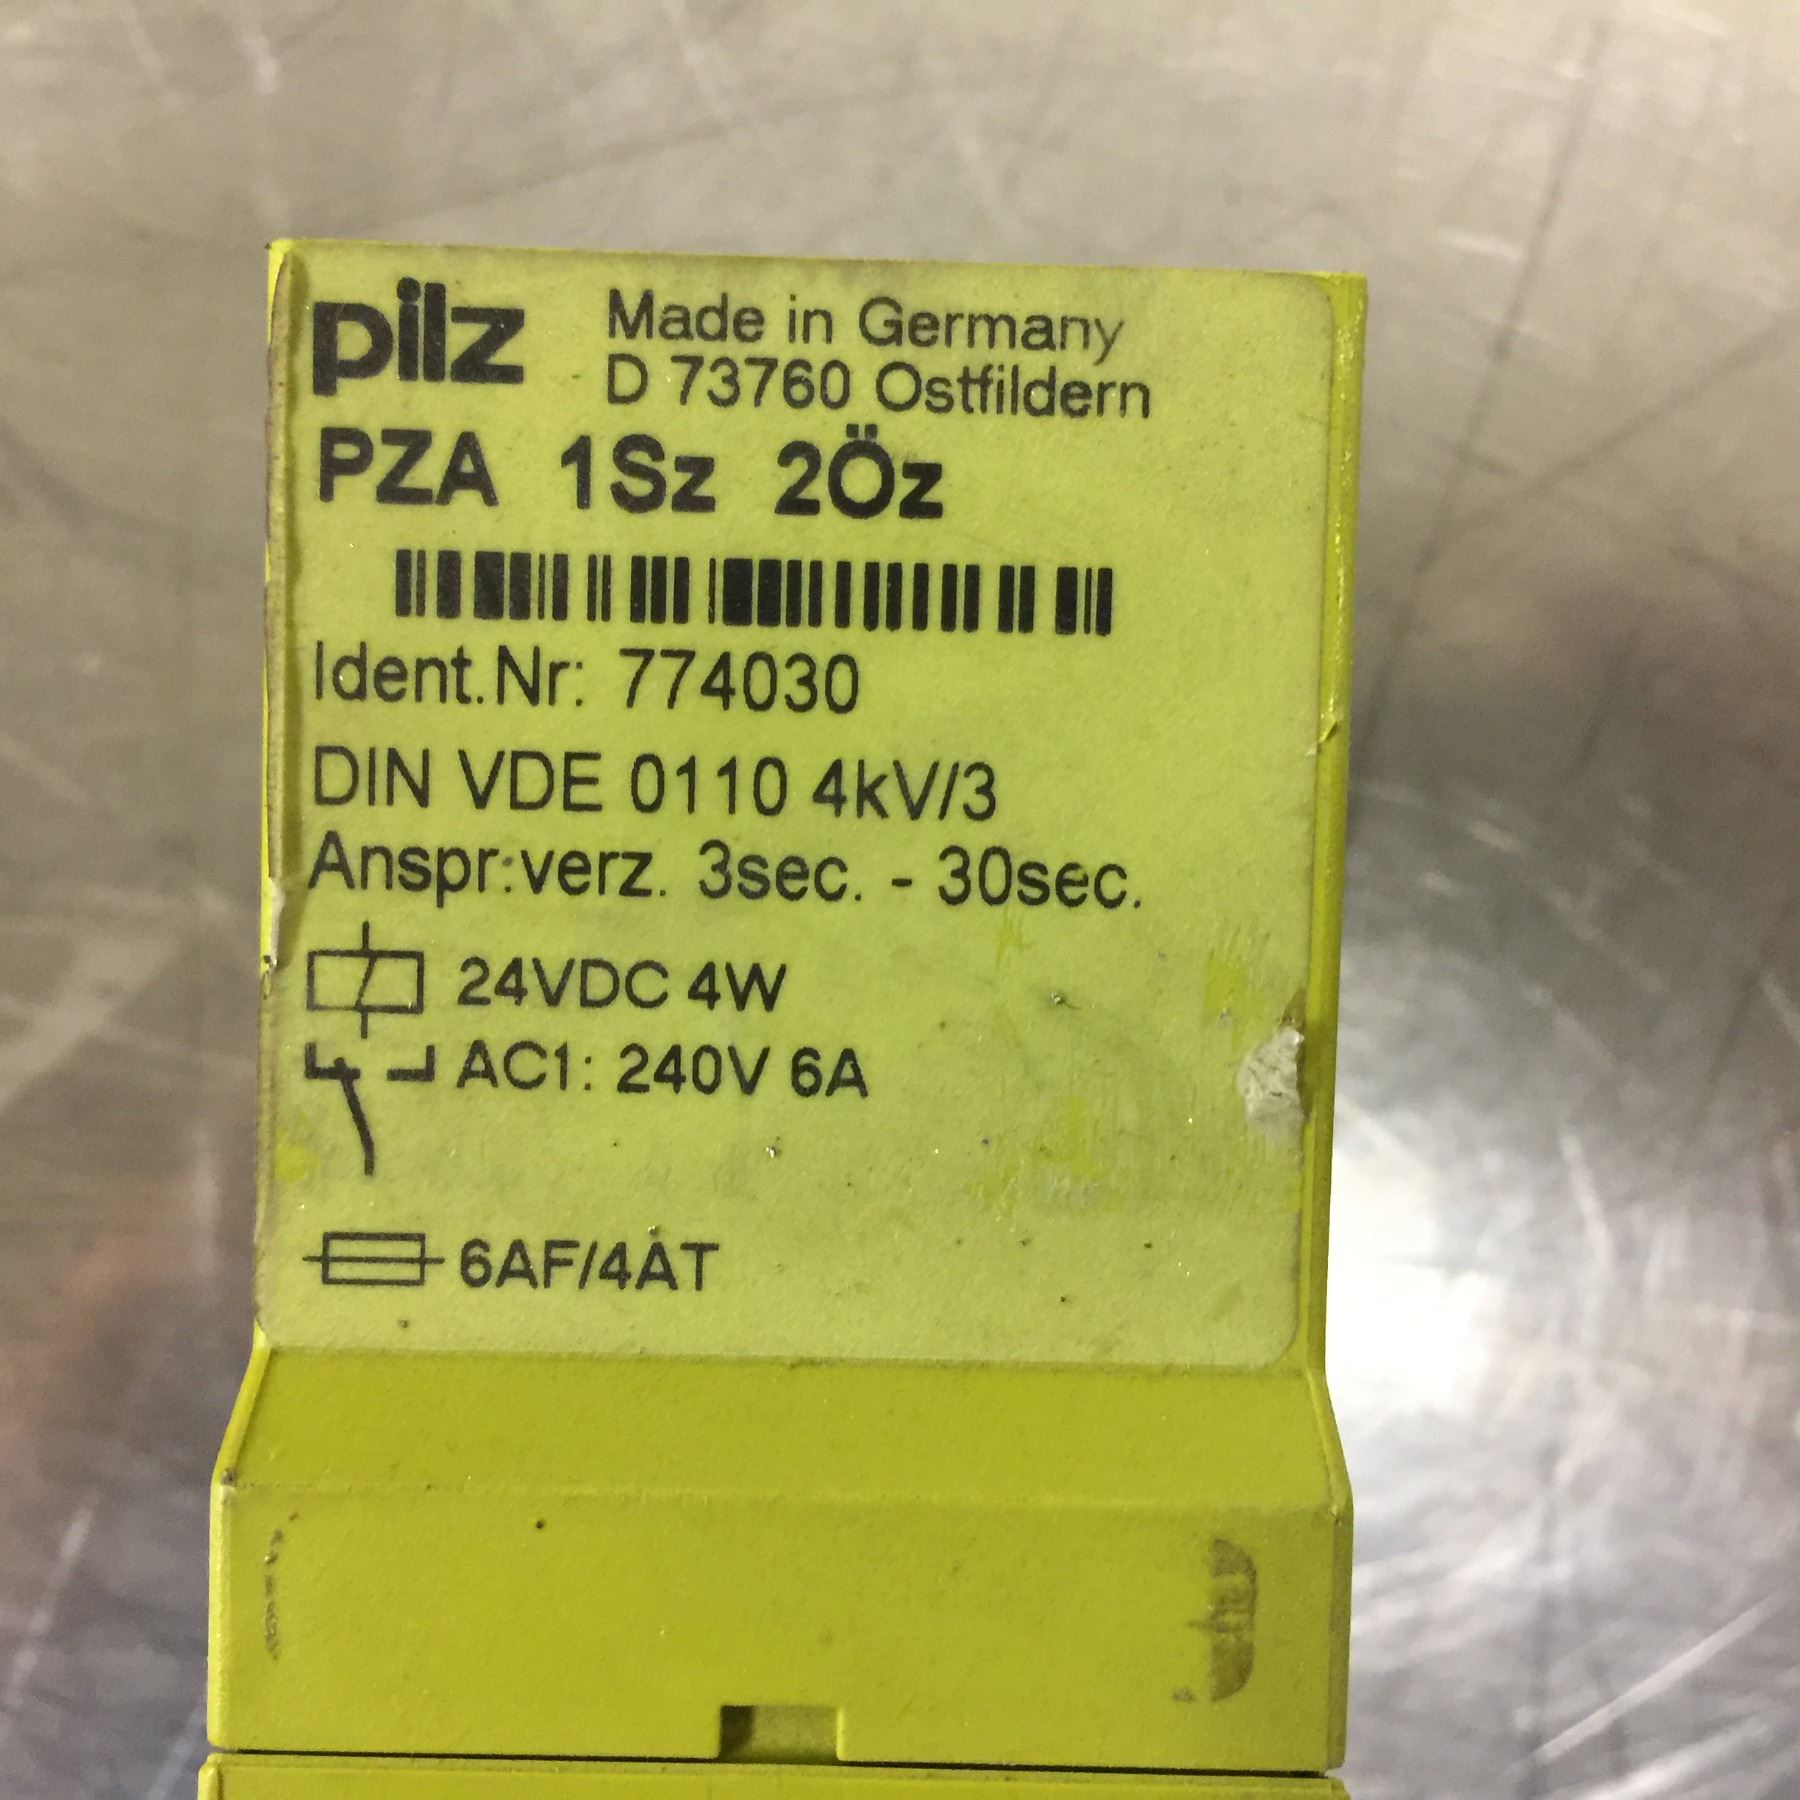 pilz
Made in Germany
D 73760 Ostfildern
PZA 1Sz 2Öz
Ident.Nr: 774030
DIN VDE 0110 4kV/3
Anspr:verz. 3sec. - 30sec.
24VDC 4W
AC1: 240V 6A
6AF/4AT